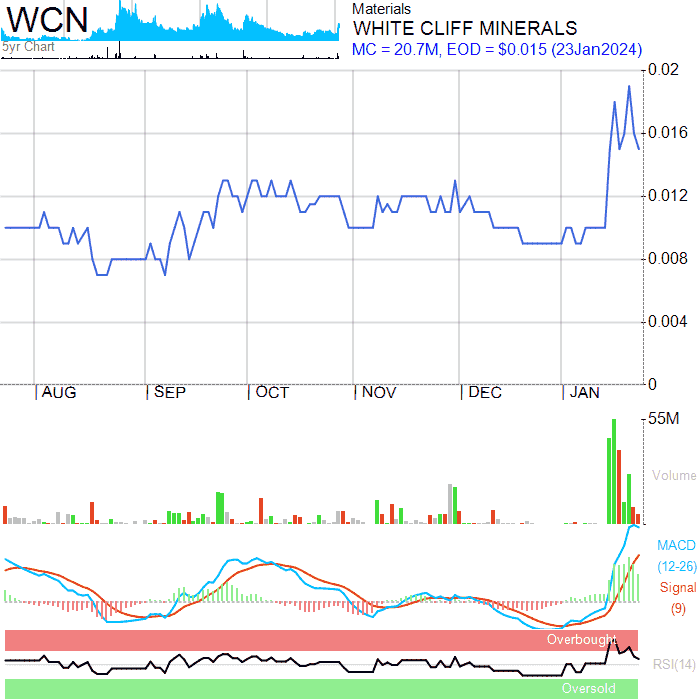 WCN
5yr Chart
Materials
WHITE CLIFF MINERALS
MC = 20.7M, EOD = $0.015 (23Jan2024)
0.02
0.016
0.012
0.008
0.004
0
AUG SEP OCT NOV DEC JAN
55M
Volume
MACD
(12-26)
Signal
(9)
Overbought
RSI(14)
Oversold